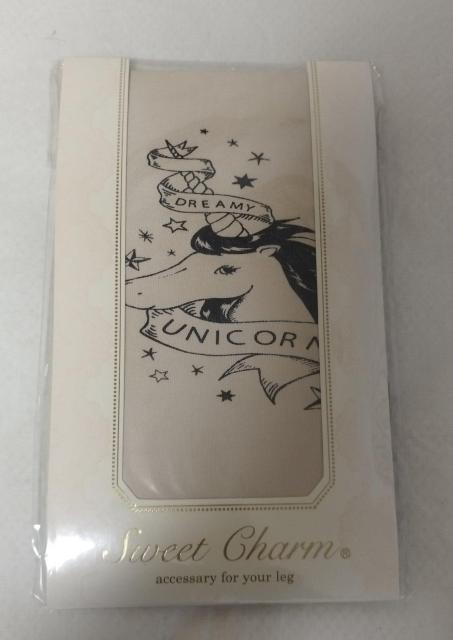 DREAMY
UNICORN
Sweet Charm®
accessary for your leg